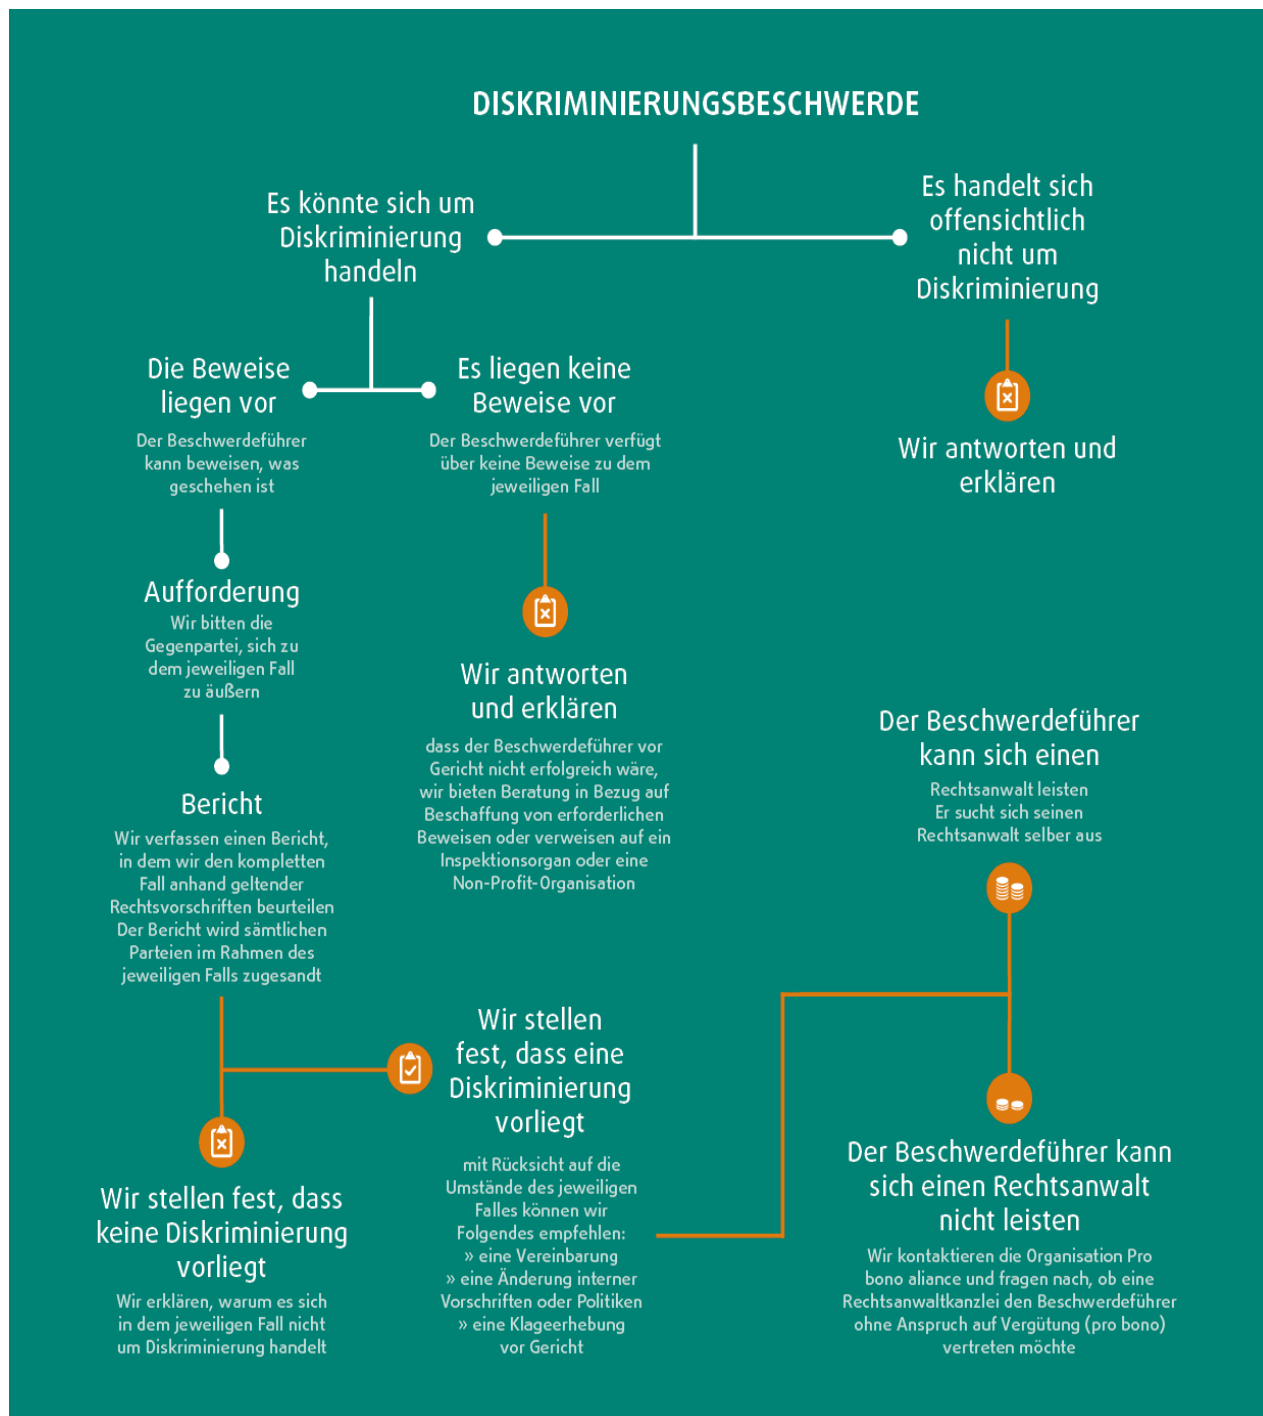 DISKRIMINIERUNGSBESCHWERDE
Es könnte sich um
Diskriminierung
handeln
Es handelt sich
offensichtlich
nicht um
Diskriminierung
Wir antworten und
erklären
Die Beweise
liegen vor
Der Beschwerdeführer
kann beweisen, was
geschehen ist
Es liegen keine
Beweise vor
Der Beschwerdeführer verfügt
über keine Beweise zu dem
jeweiligen Fall
Aufforderung
Wir bitten die
Gegenpartei, sich zu
dem jeweiligen Fall
zu äußern
Wir antworten
und erklären
dass der Beschwerdeführer vor
Gericht nicht erfolgreich wäre,
wir bieten Beratung in Bezug auf
Beschaffung von erforderlichen
Beweisen oder verweisen auf ein
Inspektionsorgan oder eine
Non-Profit-Organisation
Bericht
Wir verfassen einen Bericht,
in dem wir den kompletten
Fall anhand geltender
Rechtsvorschriften beurteilen
Der Bericht wird sämtlichen
Parteien im Rahmen des
jeweiligen Falls zugesandt
Wir stellen fest, dass
keine Diskriminierung
vorliegt
Wir erklären, warum es sich
in dem jeweiligen Fall nicht
um Diskriminierung handelt
Wir stellen
fest, dass eine
Diskriminierung
vorliegt
mit Rücksicht auf die
Umstände des jeweiligen
Falles können wir
Folgendes empfehlen:
» eine Vereinbarung
» eine Änderung interner
Vorschriften oder Politiken
» eine Klageerhebung
vor Gericht
Der Beschwerdeführer
kann sich einen
Rechtsanwalt leisten
Er sucht sich seinen
Rechtsanwalt selber aus
Der Beschwerdeführer kann
sich einen Rechtsanwalt
nicht leisten
Wir kontaktieren die Organisation Pro
bono aliance und fragen nach, ob eine
Rechtsanwaltkanzlei den Beschwerdeführer
ohne Anspruch auf Vergütung (pro bono)
vertreten möchte